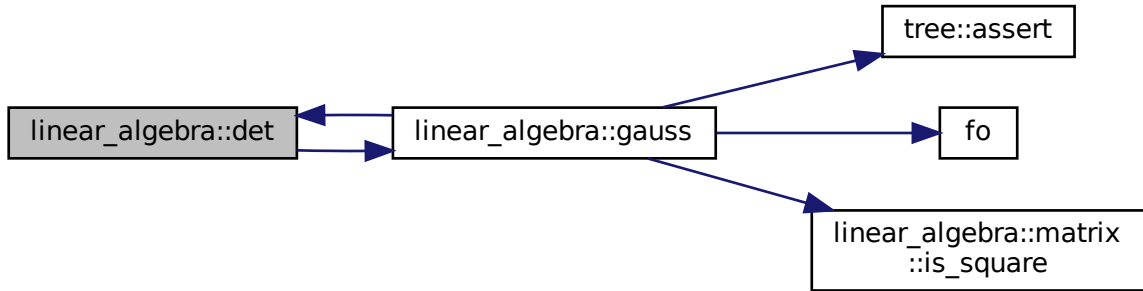 linear_algebra::det
linear_algebra::gauss
tree::assert
fo
linear_algebra::matrix
::is_square